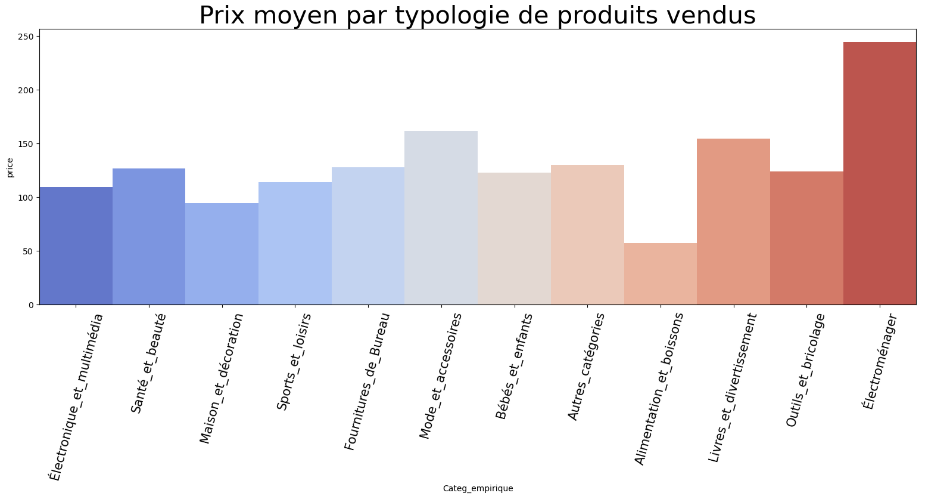 Prix moyen par typologie de produits vendus
250
200
150
100
50
0
price
Électronique_et_multimédia
Santé_et_beauté
Maison_et_décoration
Sports_et_loisirs
Fournitures_de_Bureau
Mode_et_accessoires
Bébés_et_enfants
Autres_catégories
Alimentation_et_boissons
Livres_et_divertissement
Outils_et_bricolage
Électroménager
Categ_empirique